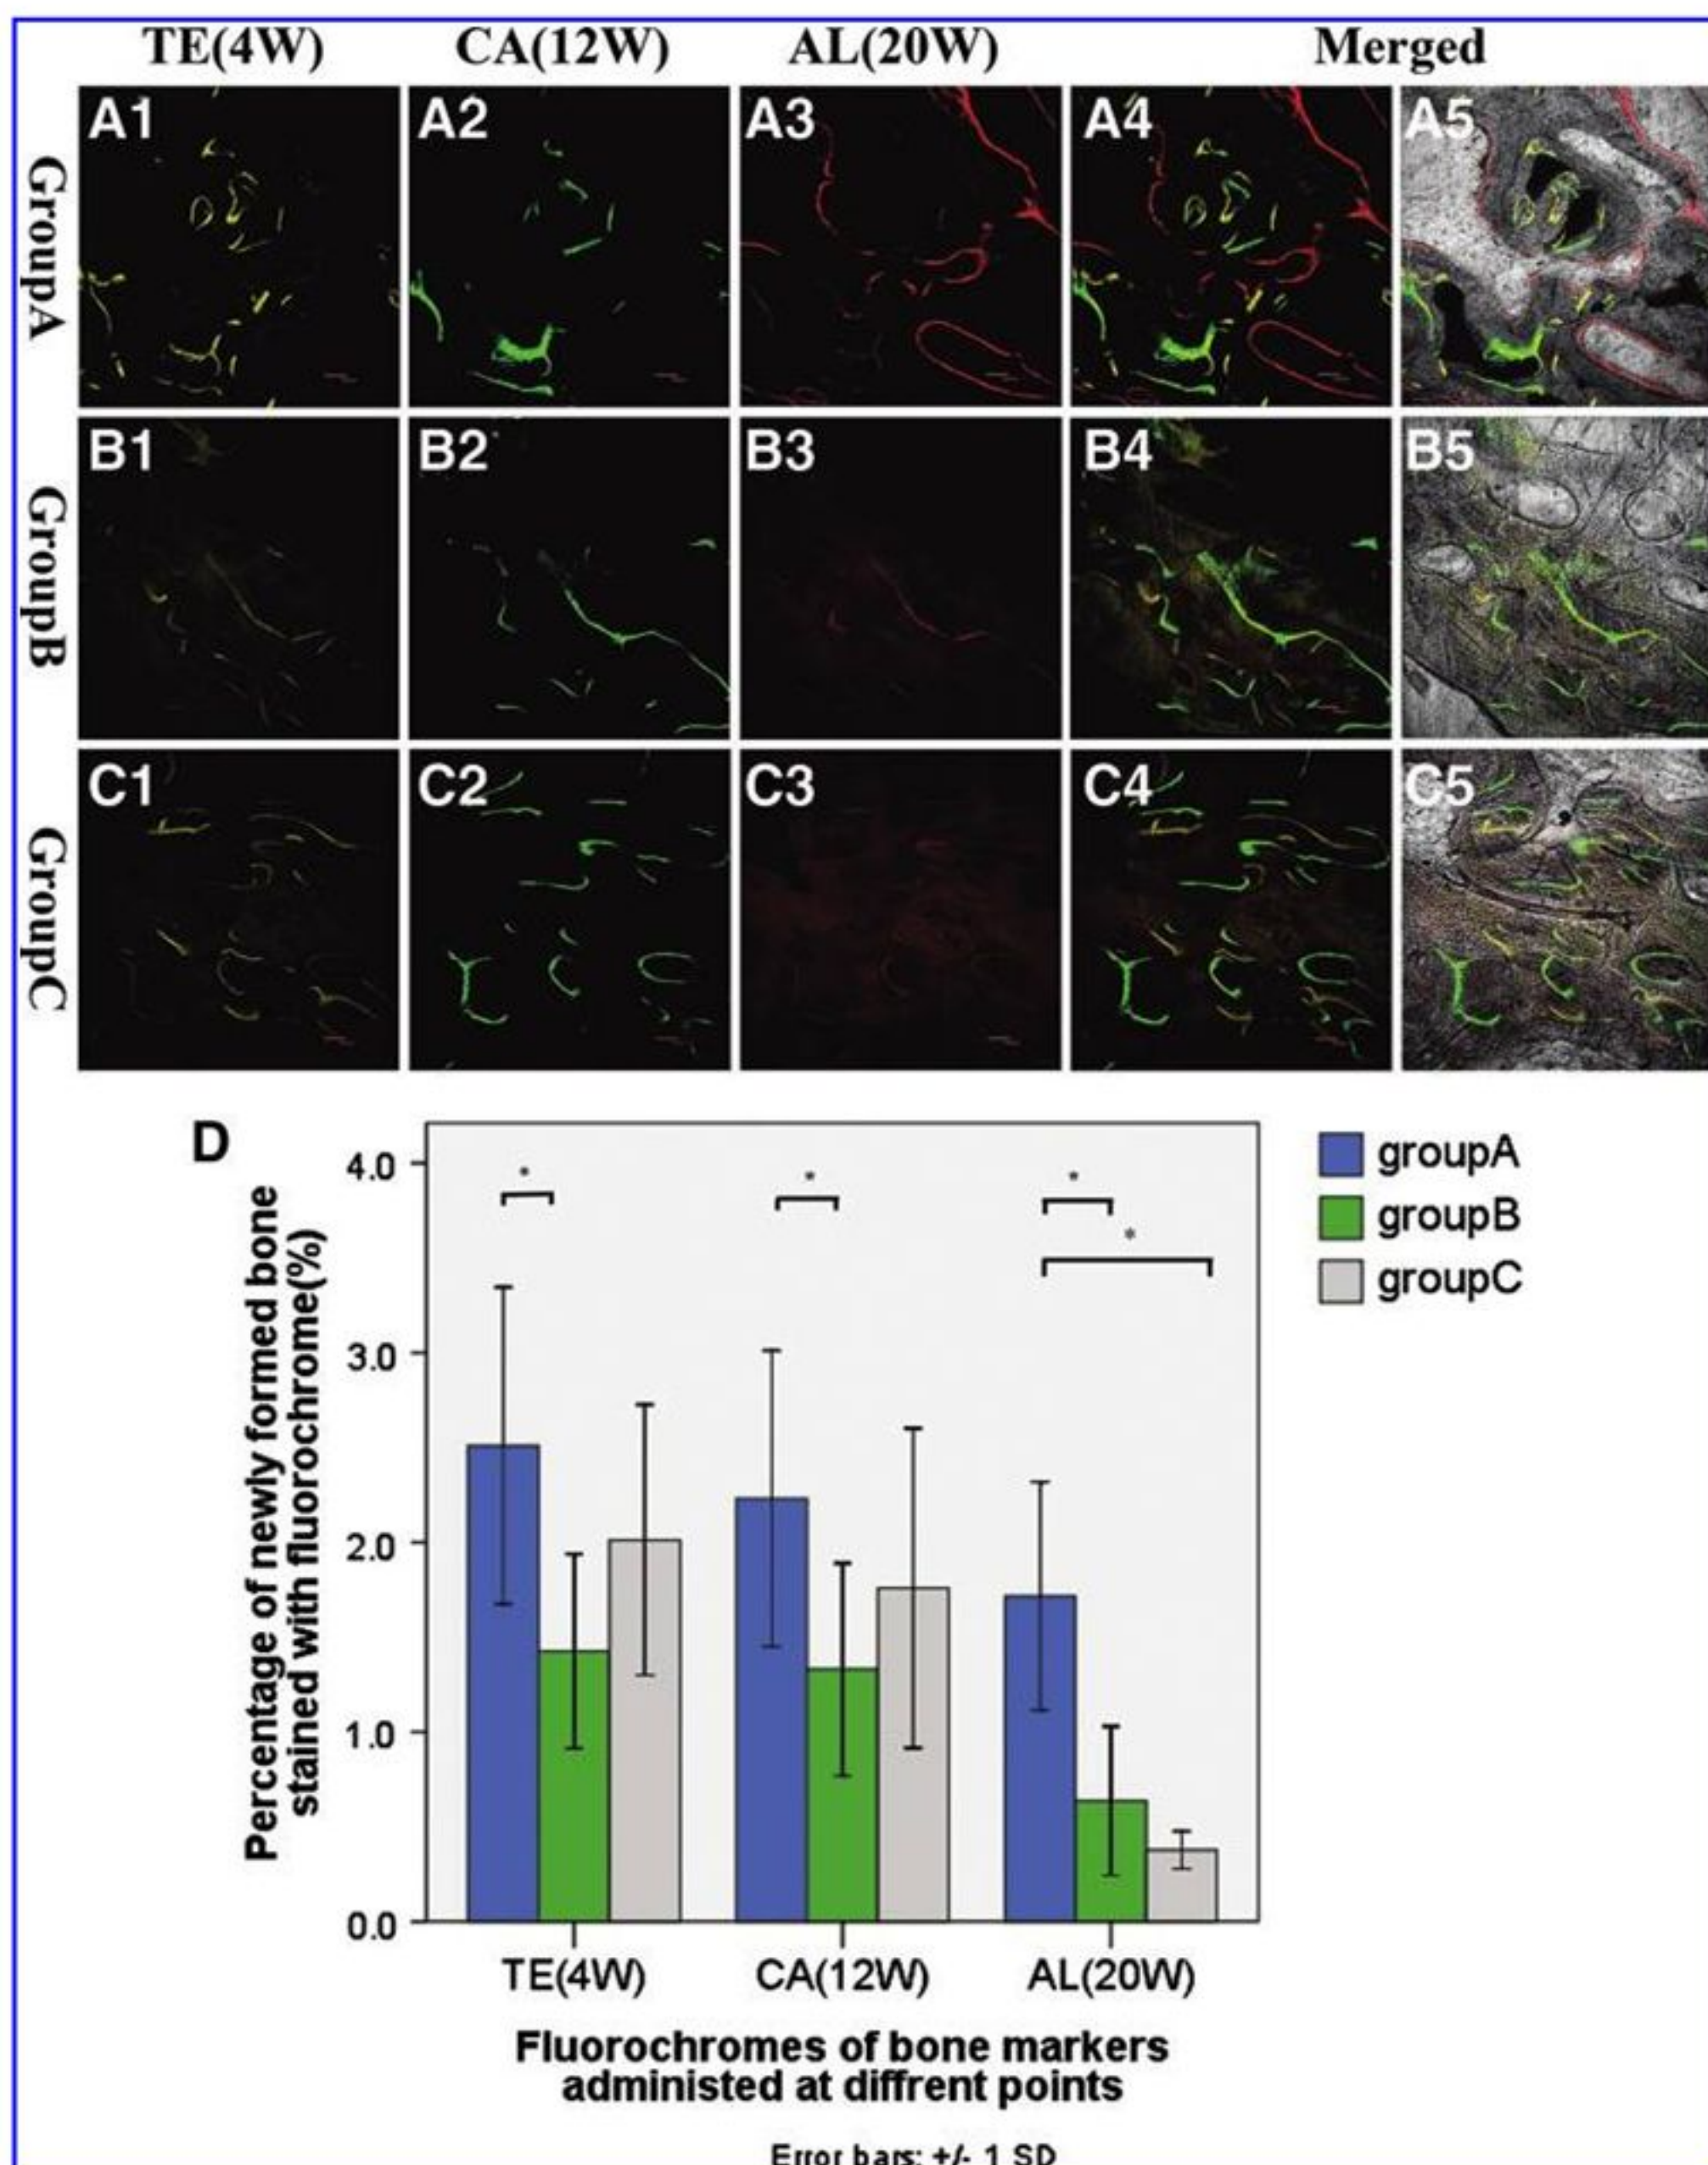 TE(4W) CA(12W) AL(20W) Merged
GroupA
A1 A2 A3 A4 A5
GroupB
B1 B2 B3 B4 B5
GroupC
C1 C2 C3 C4 C5
D
Percentage of newly formed bone
stained with fluorochrome(%)
4.0
3.0
2.0
1.0
0.0
* * * *
groupA
groupB
groupC
TE(4W) CA(12W) AL(20W)
Fluorochromes of bone markers
administed at diffrent points
Error bars: +/- 1 SD